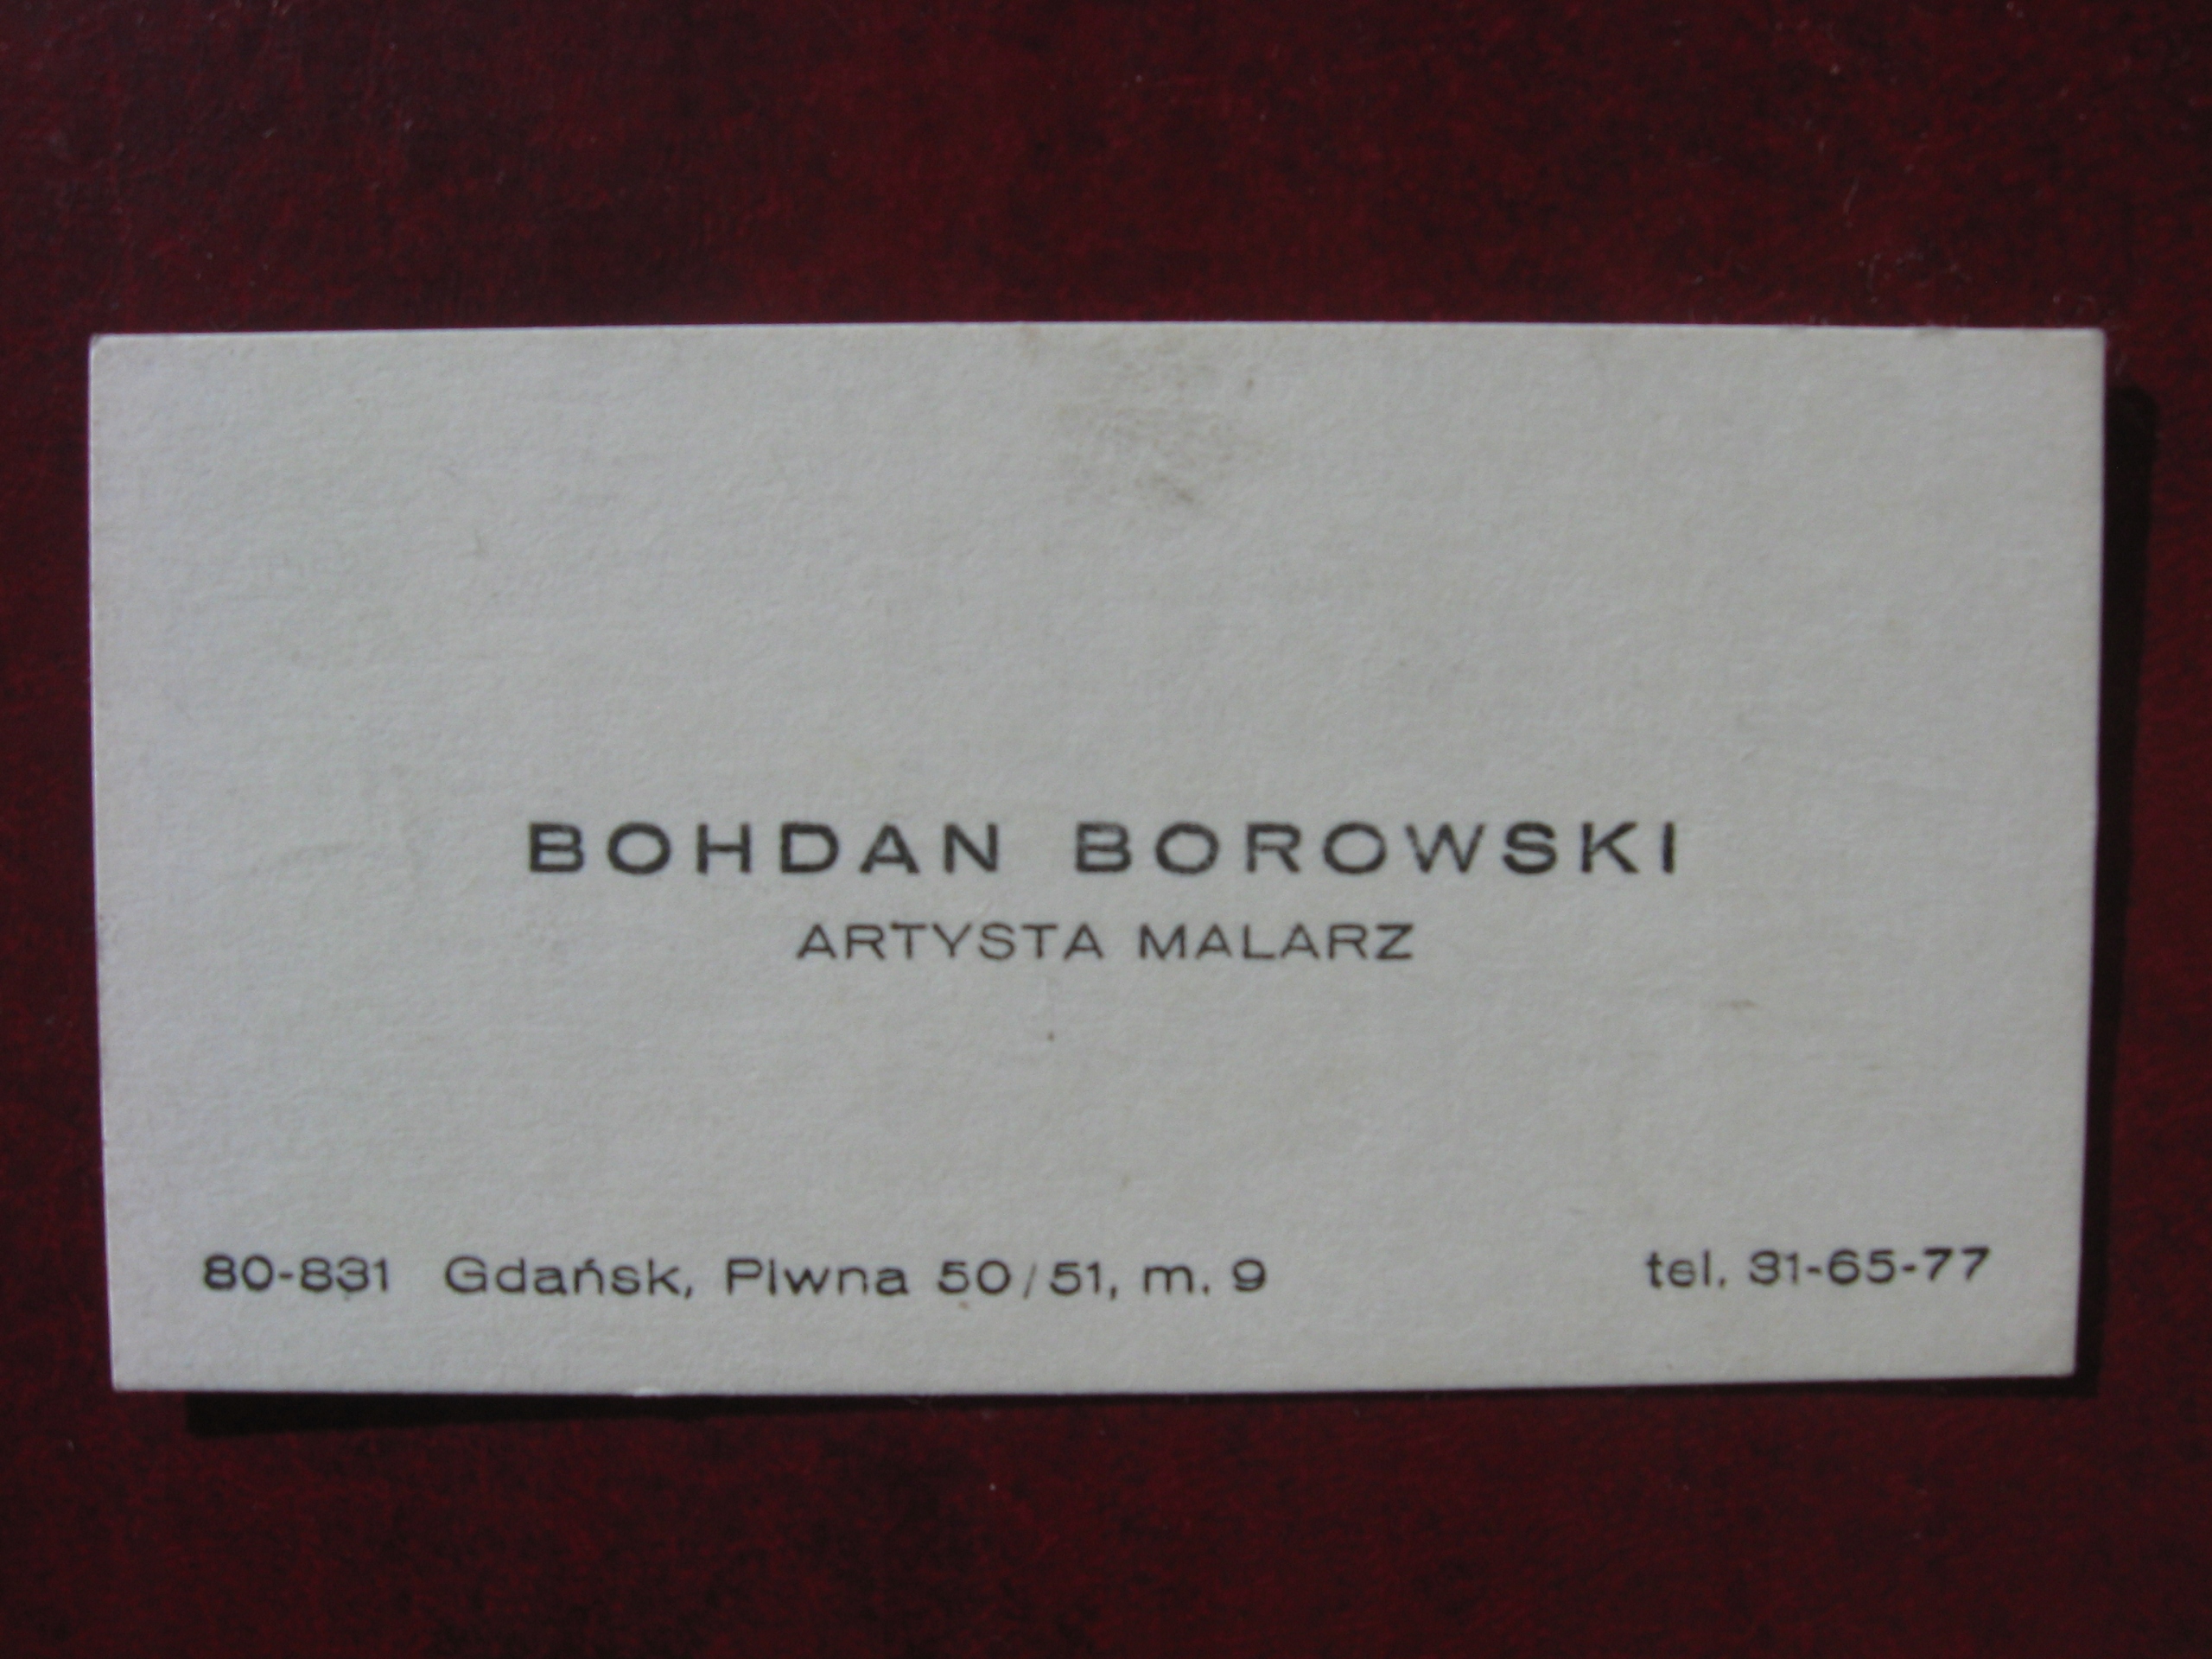 BOHDAN BOROWSKI
ARTYSTA MALARZ
80-831 Gdańsk, Piwna 50/51, m. 9 tel. 31-65-77